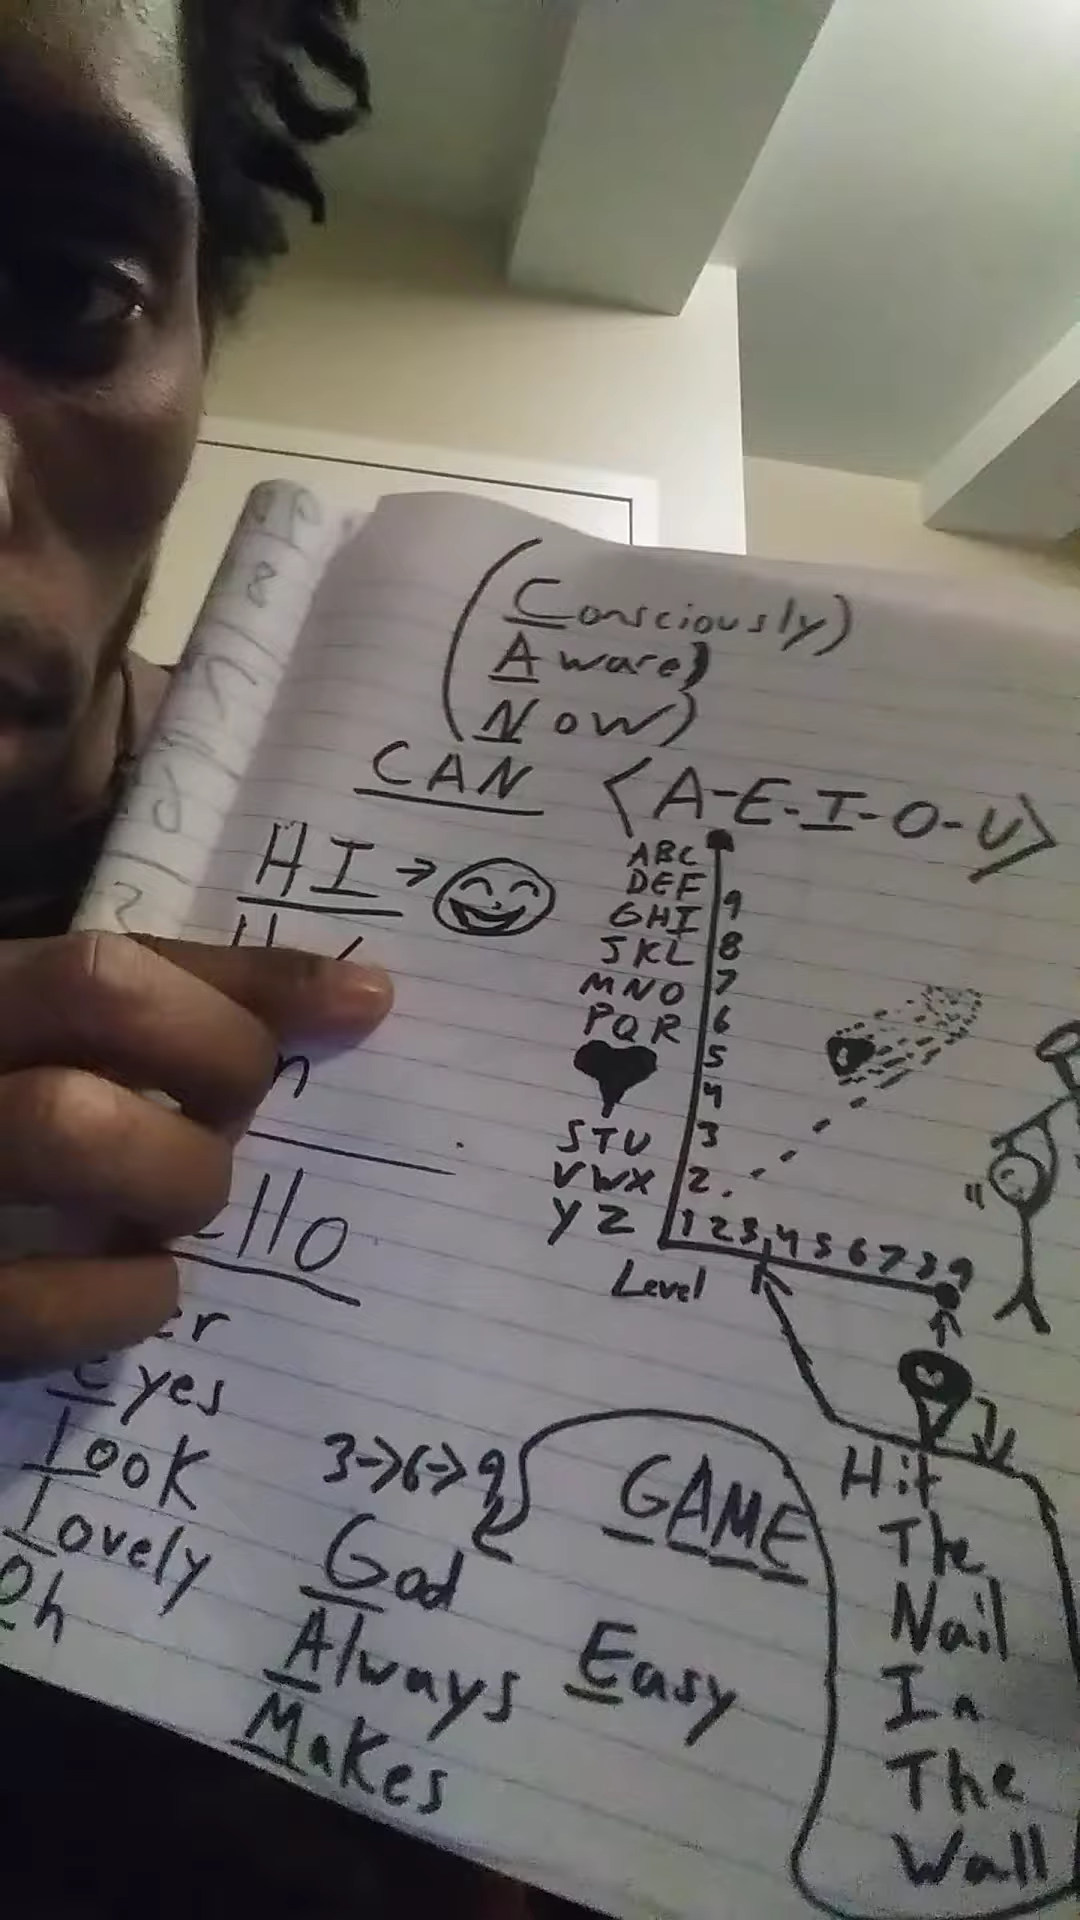 (Consciously)
Aware)
Now)
CAN <A-E-I-O-U>
HI →
ABC
DEF 9
GHI 8
JKL 7
MNO 6
PQR 5
4
STU 3
VWX 2
YZ 1 2 3 4 5 6 7 8 9
Level
Eyes
look
lovely
oh
3->6->9
GAME
God
Always Easy
Makes
Hit
The
Nail
In
The
Wall